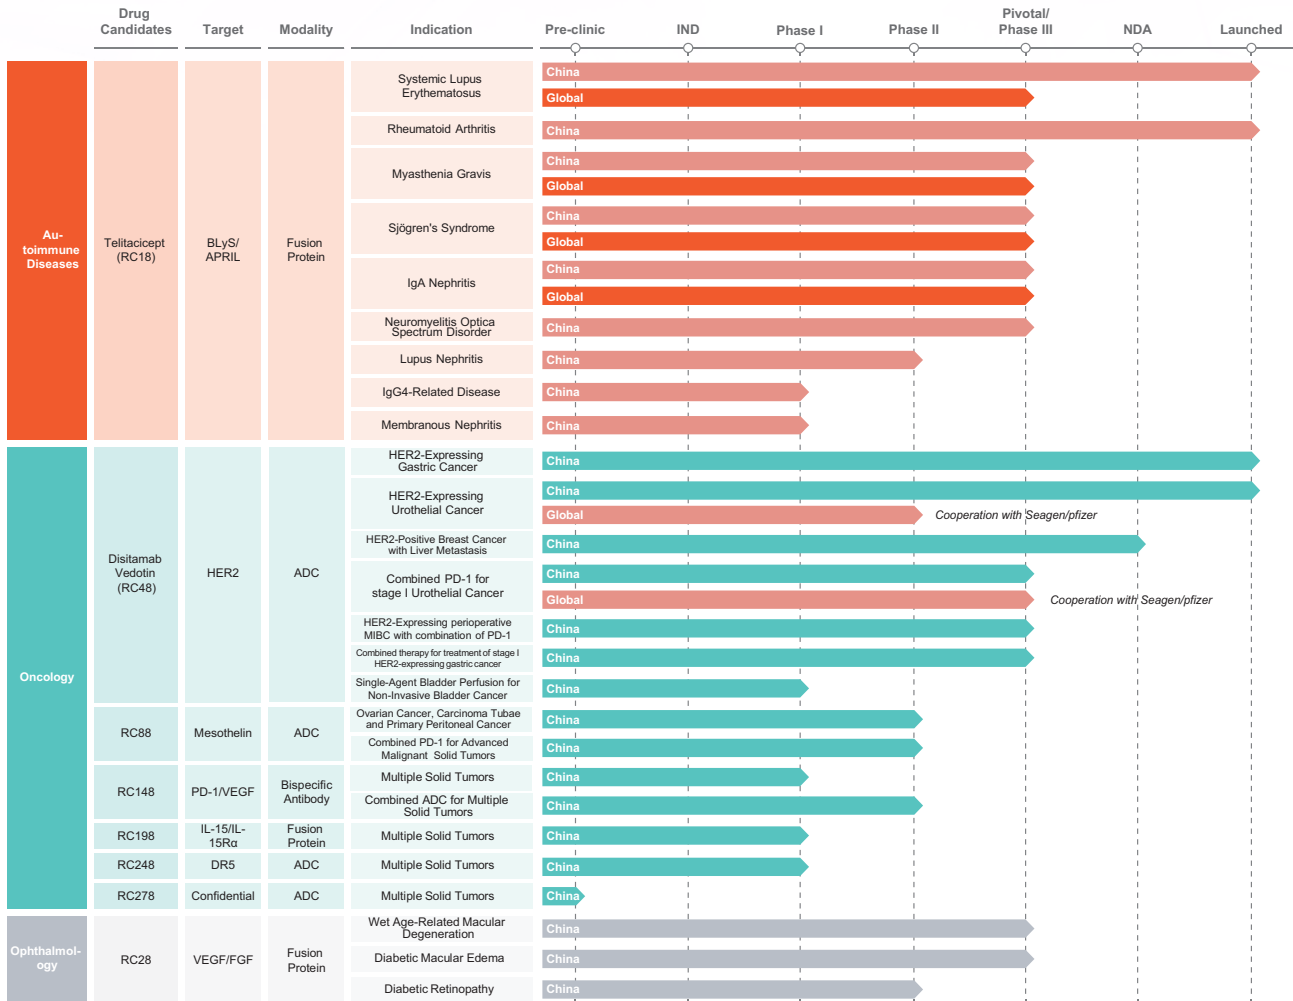 Drug
Candidates
Target
Modality
Indication
Pre-clinic
IND
Phase I
Phase II
Pivotal/
Phase III
NDA
Launched
Au-
toimmune
Diseases
Telitacicept
(RC18)
BLyS/
APRIL
Fusion
Protein
Systemic Lupus
Erythematosus
China
Global
Rheumatoid Arthritis
China
Myasthenia Gravis
China
Global
Sjögren's Syndrome
China
Global
IgA Nephritis
China
Global
Neuromyelitis Optica
Spectrum Disorder
China
Lupus Nephritis
China
IgG4-Related Disease
China
Membranous Nephritis
China
Oncology
Disitamab
Vedotin
(RC48)
HER2
ADC
HER2-Expressing
Gastric Cancer
China
HER2-Expressing
Urothelial Cancer
China
Global
Cooperation with Seagen/pfizer
HER2-Positive Breast Cancer
with Liver Metastasis
China
Combined PD-1 for
stage I Urothelial Cancer
China
Global
Cooperation with Seagen/pfizer
HER2-Expressing perioperative
MIBC with combination of PD-1
China
Combined therapy for treatment of stage I
HER2-expressing gastric cancer
China
Single-Agent Bladder Perfusion for
Non-Invasive Bladder Cancer
China
RC88
Mesothelin
ADC
Ovarian Cancer, Carcinoma Tubae
and Primary Peritoneal Cancer
China
Combined PD-1 for Advanced
Malignant Solid Tumors
China
RC148
PD-1/VEGF
Bispecific
Antibody
Multiple Solid Tumors
China
Combined ADC for Multiple
Solid Tumors
China
RC198
IL-15/IL-
15Rα
Fusion
Protein
Multiple Solid Tumors
China
RC248
DR5
ADC
Multiple Solid Tumors
China
RC278
Confidential
ADC
Multiple Solid Tumors
China
Ophthalmol-
ogy
RC28
VEGF/FGF
Fusion
Protein
Wet Age-Related Macular
Degeneration
China
Diabetic Macular Edema
China
Diabetic Retinopathy
China